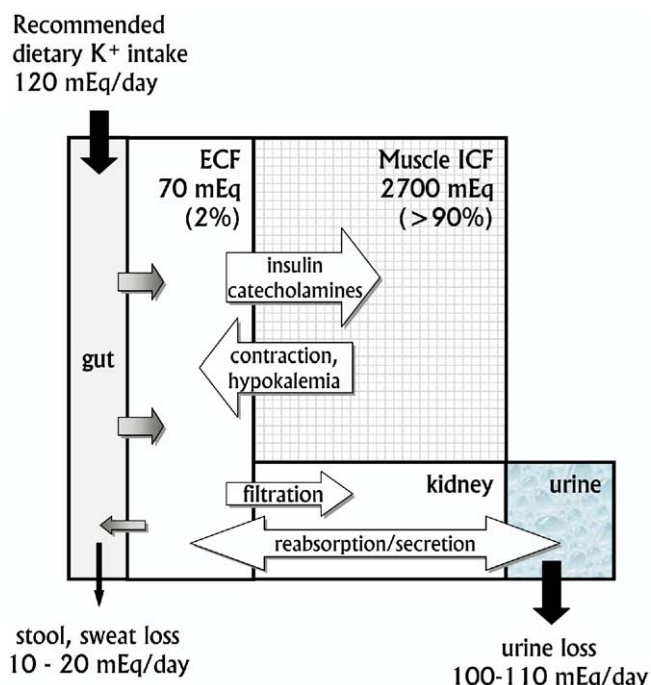 Recommended
dietary K⁺ intake
120 mEq/day
ECF
70 mEq
(2%)
Muscle ICF
2700 mEq
(>90%)
insulin
catecholamines
gut
contraction,
hypokalemia
filtration
kidney
urine
reabsorption/secretion
stool, sweat loss
10 - 20 mEq/day
urine loss
100-110 mEq/day